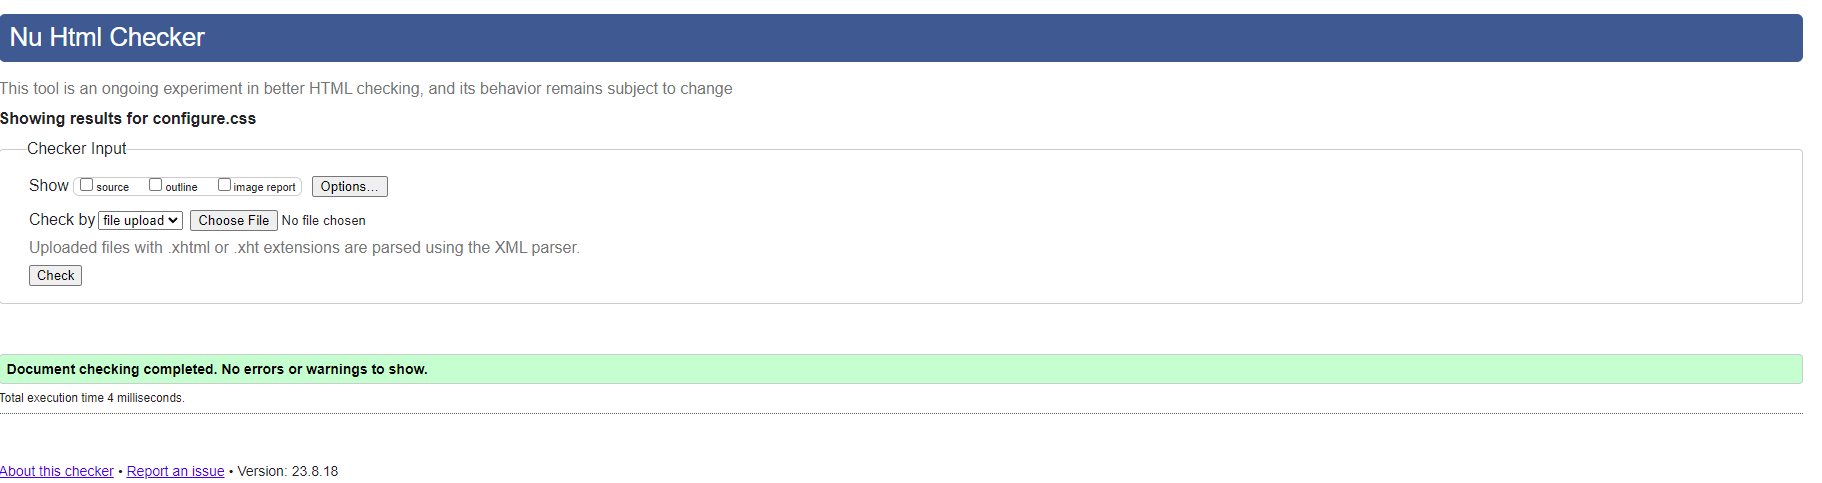 Nu Html Checker
This tool is an ongoing experiment in better HTML checking, and its behavior remains subject to change
Showing results for configure.css
Checker Input
Show source outline image report Options...
Check by file upload Choose File No file chosen
Uploaded files with .xhtml or .xht extensions are parsed using the XML parser.
Check
Document checking completed. No errors or warnings to show.
Total execution time 4 milliseconds.
About this checker • Report an issue • Version: 23.8.18